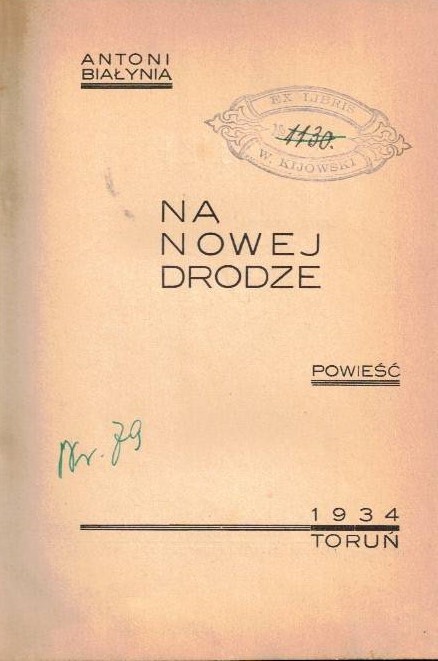 ANTONI
BIAŁYNIA
EX LIBRIS
1130.
W. KIJOWSKI
NA
NOWEJ
DRODZE
POWIEŚĆ
Nr. 79
1934
TORUŃ